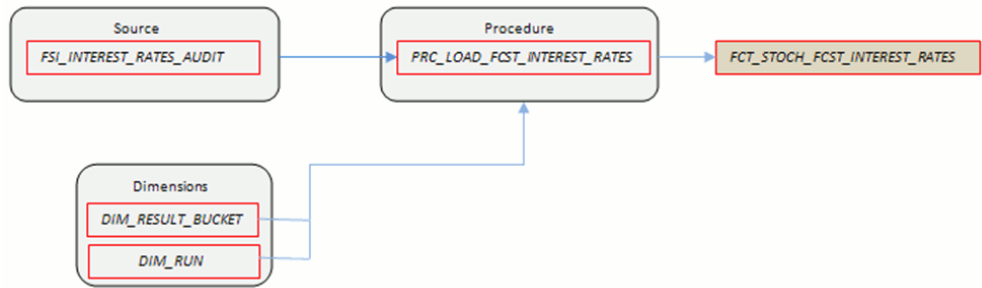 Source
FSI_INTEREST_RATES_AUDIT
Procedure
PRC_LOAD_FCST_INTEREST_RATES
FCT_STOCH_FCST_INTEREST_RATES
Dimensions
DIM_RESULT_BUCKET
DIM_RUN